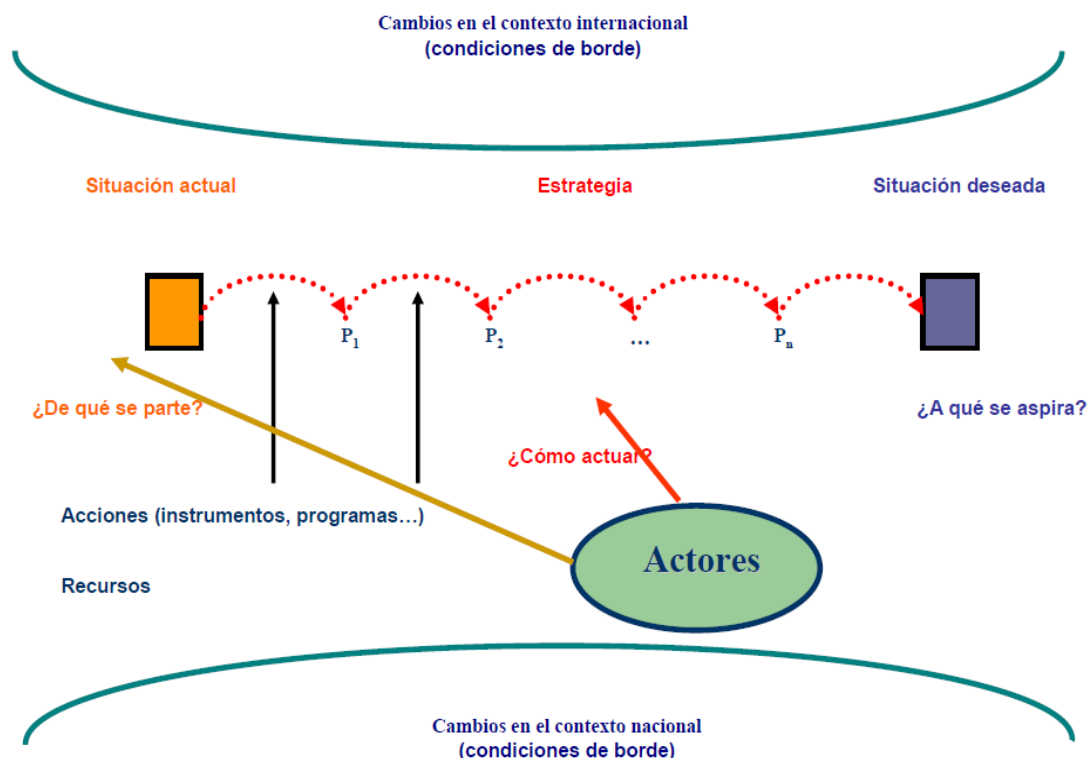 Cambios en el contexto internacional
(condiciones de borde)
Situación actual
Estrategia
Situación deseada
P1
P2
...
Pn
¿De qué se parte?
¿A qué se aspira?
¿Cómo actuar?
Acciones (instrumentos, programas…)
Actores
Recursos
Cambios en el contexto nacional
(condiciones de borde)